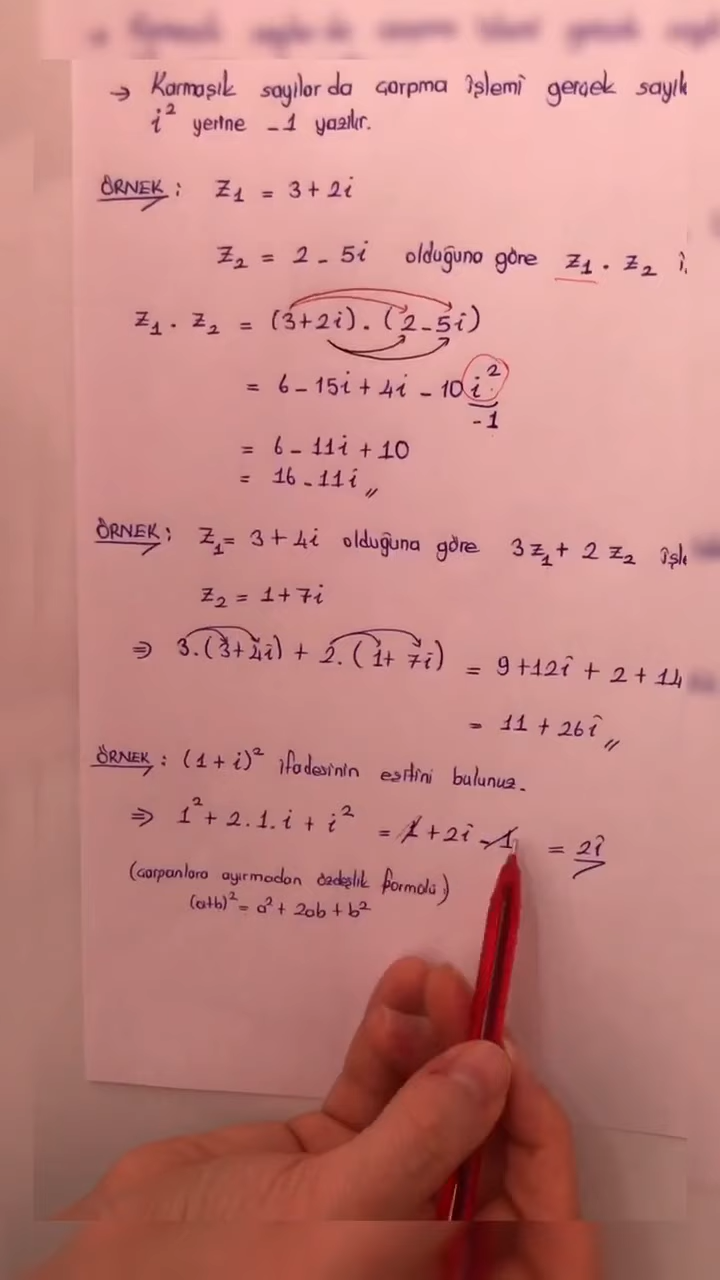 → Karmaşık sayılarda çarpma işlemi gerçek
i² yerine -1 yazılır.
ÖRNEK: Z₁ = 3 + 2i
Z₂ = 2 - 5i olduğuna göre Z₁ . Z₂
Z₁ . Z₂ = (3+2i) . (2-5i)
= 6 - 15i + 4i - 10i²
-1
= 6 - 11i + 10
= 16 - 11i //
ÖRNEK: Z₁ = 3 + 4i olduğuna göre 3Z₁ + 2Z₂
Z₂ = 1 + 7i
⇒ 3.(3+4i) + 2.(1+7i) = 9 + 12i + 2 + 14
= 11 + 26i //
ÖRNEK: (1+i)² ifadesinin eşitini bulunuz.
⇒ 1² + 2.1.i + i² = 1 + 2i - 1 = 2i
(Çarpanlara ayırmadan özdeşlik formülü)
(a+b)² = a² + 2ab + b²